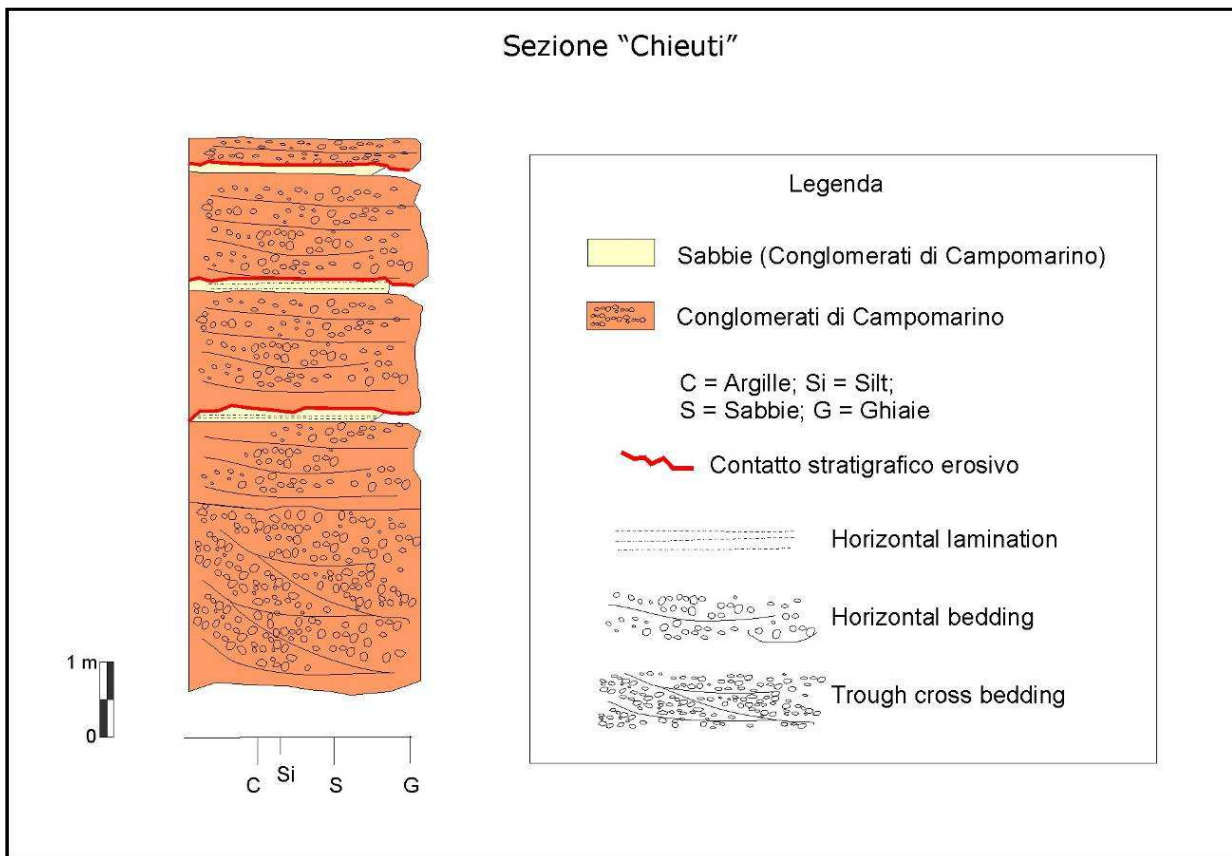 Sezione "Chieuti"
Legenda
Sabbie (Conglomerati di Campomarino)
Conglomerati di Campomarino
C = Argille; Si = Silt;
S = Sabbie; G = Ghiaie
Contatto stratigrafico erosivo
Horizontal lamination
Horizontal bedding
Trough cross bedding
1 m
0
C Si S G